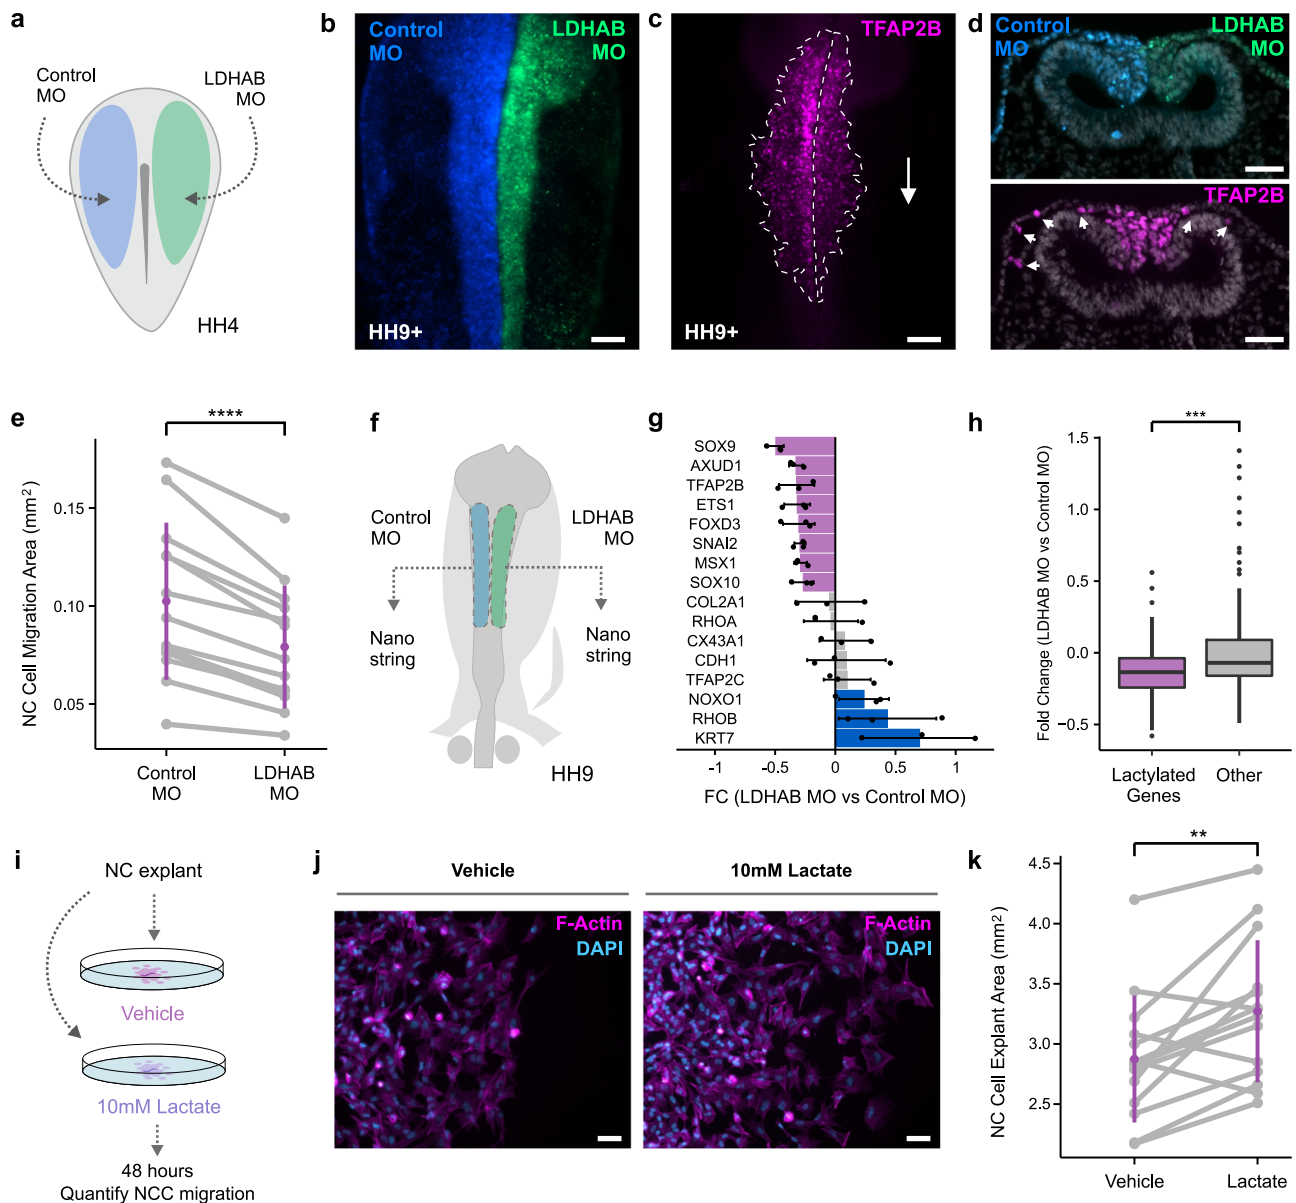 a
Control
MO
LDHAB
MO
HH4
b
Control
MO
LDHAB
MO
HH9+
c
TFAP2B
HH9+
d
Control
MO
LDHAB
MO
TFAP2B
e
****
NC Cell Migration Area (mm²)
0.15
0.10
0.05
Control
MO
LDHAB
MO
f
Control
MO
LDHAB
MO
Nano
string
Nano
string
HH9
g
SOX9
AXUD1
TFAP2B
ETS1
FOXD3
SNAI2
MSX1
SOX10
COL2A1
RHOA
CX43A1
CDH1
TFAP2C
NOXO1
RHOB
KRT7
-1
-0.5
0
0.5
1
FC (LDHAB MO vs Control MO)
h
***
Fold Change (LDHAB MO vs Control MO)
1.5
1.0
0.5
0.0
−0.5
Lactylated
Genes
Other
i
NC explant
Vehicle
10mM Lactate
48 hours
Quantify NCC migration
j
Vehicle
10mM Lactate
F-Actin
DAPI
F-Actin
DAPI
k
**
NC Cell Explant Area (mm²)
4.5
4.0
3.5
3.0
2.5
Vehicle
Lactate